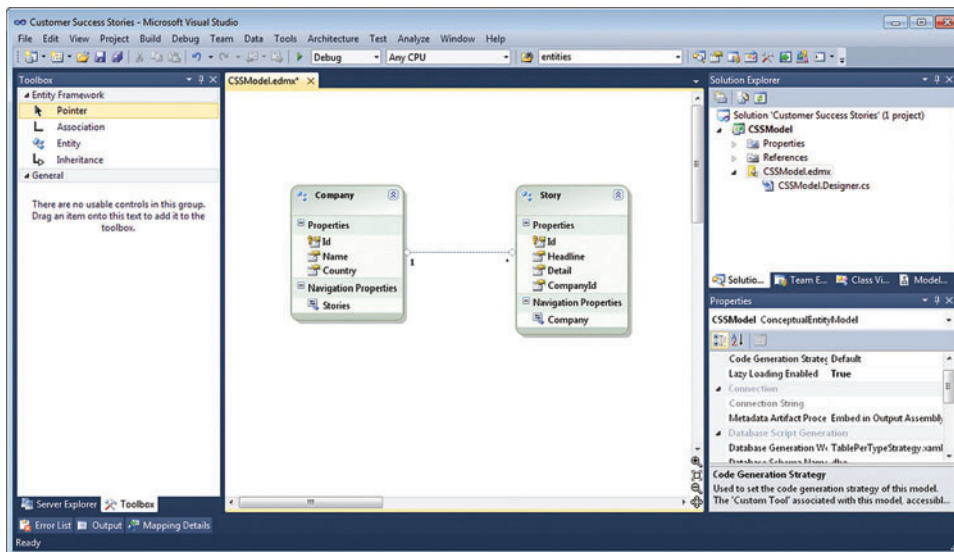 Customer Success Stories - Microsoft Visual Studio
File Edit View Project Build Debug Team Data Tools Architecture Test Analyze Window Help
Debug Any CPU entities
Toolbox
Entity Framework
Pointer
Association
Entity
Inheritance
General
There are no usable controls in this group.
Drag an item onto this text to add it to the
toolbox.
Server Explorer Toolbox
CSSModel.edmx*
Company
Properties
Id
Name
Country
Navigation Properties
Stories
1
*
Story
Properties
Id
Headline
Detail
CompanyId
Navigation Properties
Company
Solution Explorer
Solution 'Customer Success Stories' (1 project)
CSSModel
Properties
References
CSSModel.edmx
CSSModel.Designer.cs
Solutio... Team E... Class Vi... Model...
Properties
CSSModel ConceptualEntityModel
Code Generation Strateg Default
Lazy Loading Enabled True
Connection
Connection String
Metadata Artifact Proce Embed in Output Assembly
Database Script Generation
Database Generation W TablePerTypeStrategy.xaml
Database Schema Name dbo
Code Generation Strategy
Used to set the code generation strategy of this model.
The 'Custom Tool' associated with this model, accessibl...
Error List Output Mapping Details
Ready